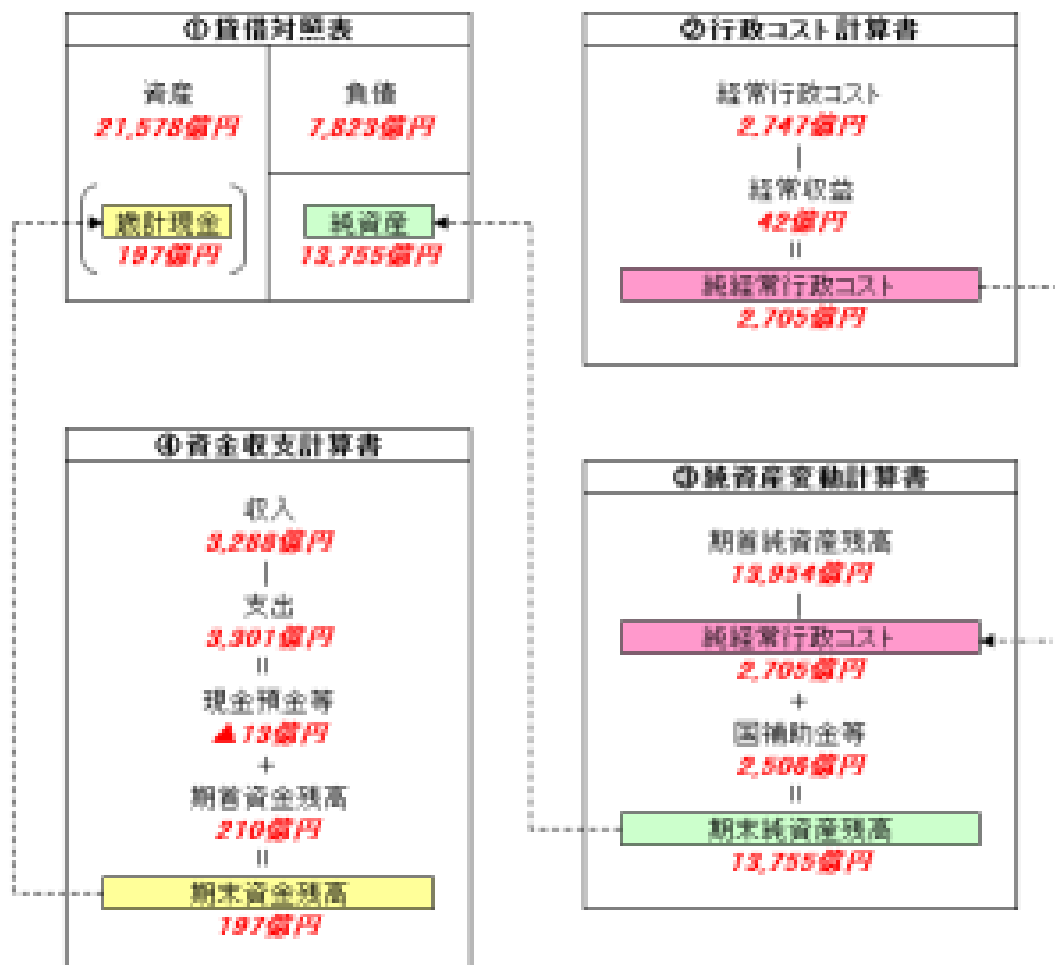 ①貸借対照表
資産
21,578億円
負債
7,823億円
歳計現金
197億円
純資産
13,755億円
②行政コスト計算書
経常行政コスト
2,747億円
－
経常収益
42億円
＝
純経常行政コスト
2,705億円
④資金収支計算書
収入
3,288億円
－
支出
3,301億円
＝
現金預金等
▲13億円
＋
期首資金残高
210億円
＝
期末資金残高
197億円
③純資産変動計算書
期首純資産残高
13,954億円
－
純経常行政コスト
2,705億円
＋
国補助金等
2,506億円
＝
期末純資産残高
13,755億円